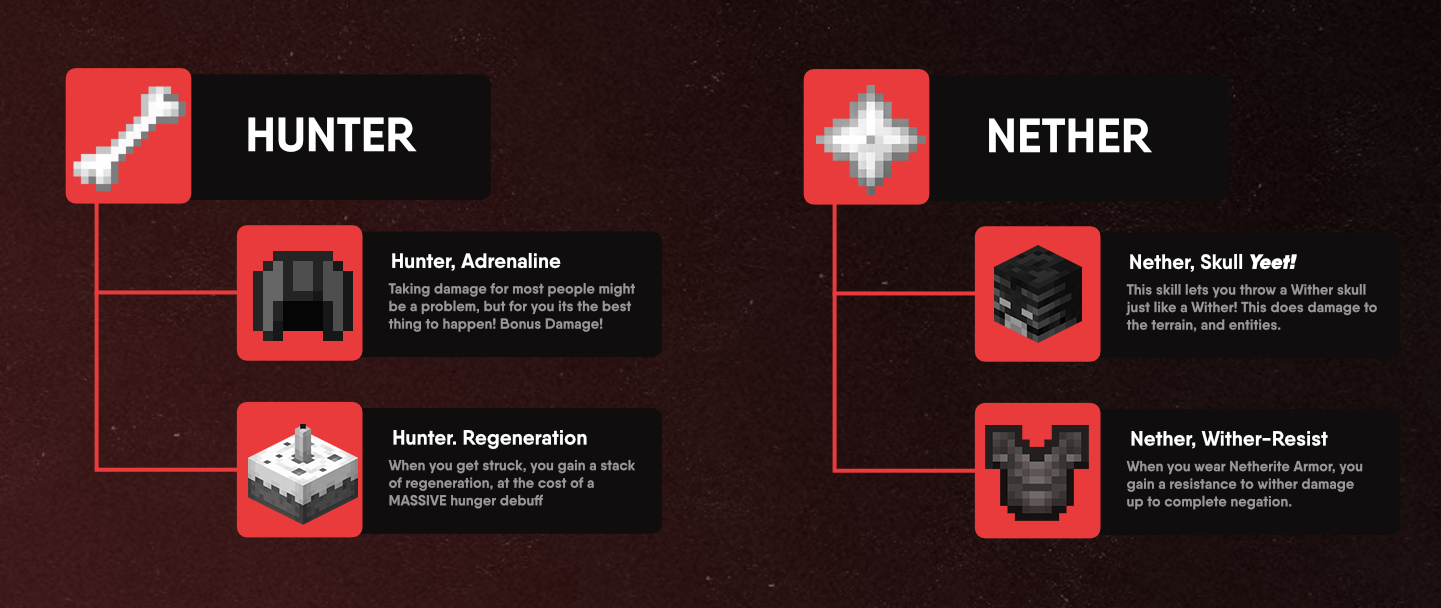 HUNTER
Hunter, Adrenaline
Taking damage for most people might
be a problem, but for you its the best
thing to happen! Bonus Damage!
Hunter. Regeneration
When you get struck, you gain a stack
of regeneration, at the cost of a
MASSIVE hunger debuff
NETHER
Nether, Skull Yeet!
This skill lets you throw a Wither skull
just like a Wither! This does damage to
the terrain, and entities.
Nether, Wither-Resist
When you wear Netherite Armor, you
gain a resistance to wither damage
up to complete negation.